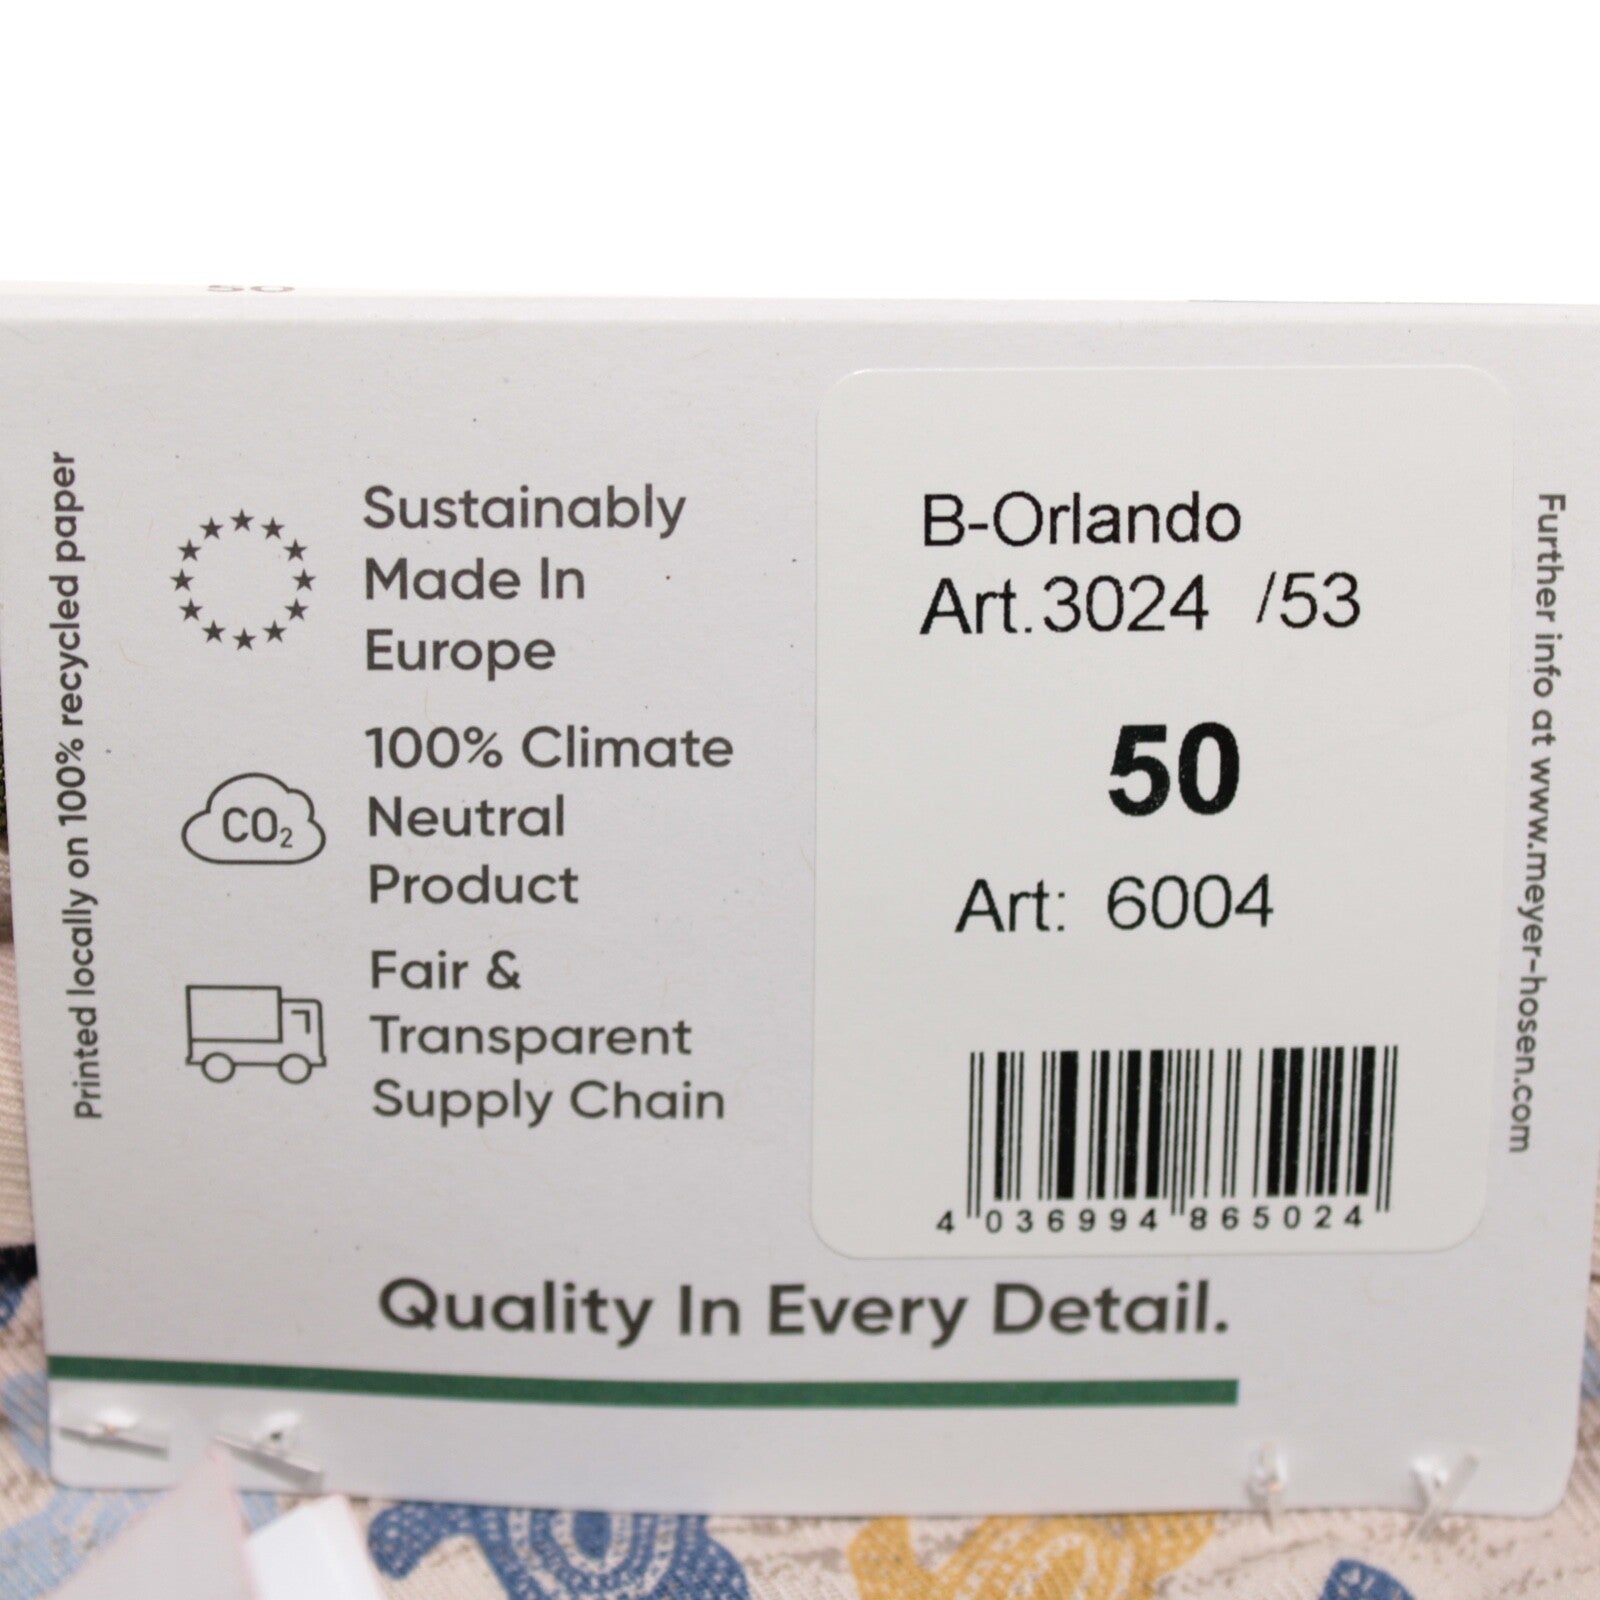 50
Printed locally on 100% recycled paper
Sustainably
Made In
Europe
CO₂
100% Climate
Neutral
Product
Fair &
Transparent
Supply Chain
B-Orlando
Art.3024 /53
50
Art: 6004
4 036994 865024
Further info at www.meyer-hosen.com
Quality In Every Detail.